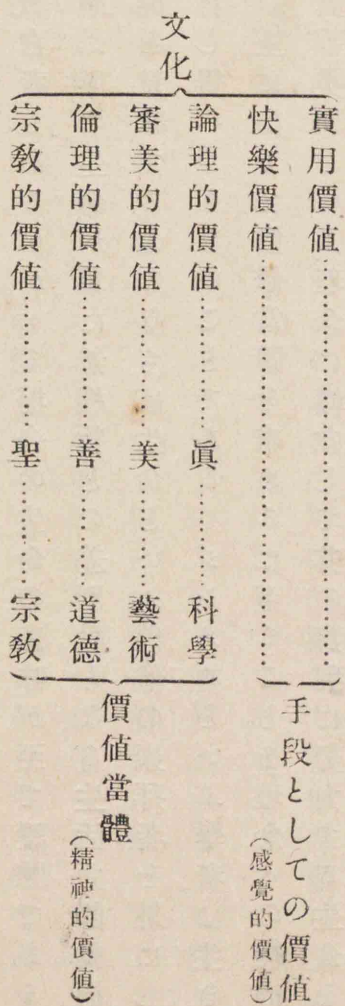 文化
實用價値
快樂價値
手段としての價値
(感覺的價値)
論理的價値 眞 科學
審美的價値 美 藝術
倫理的價値 善 道德
宗敎的價値 聖 宗敎
價値當體
(精神的價値)